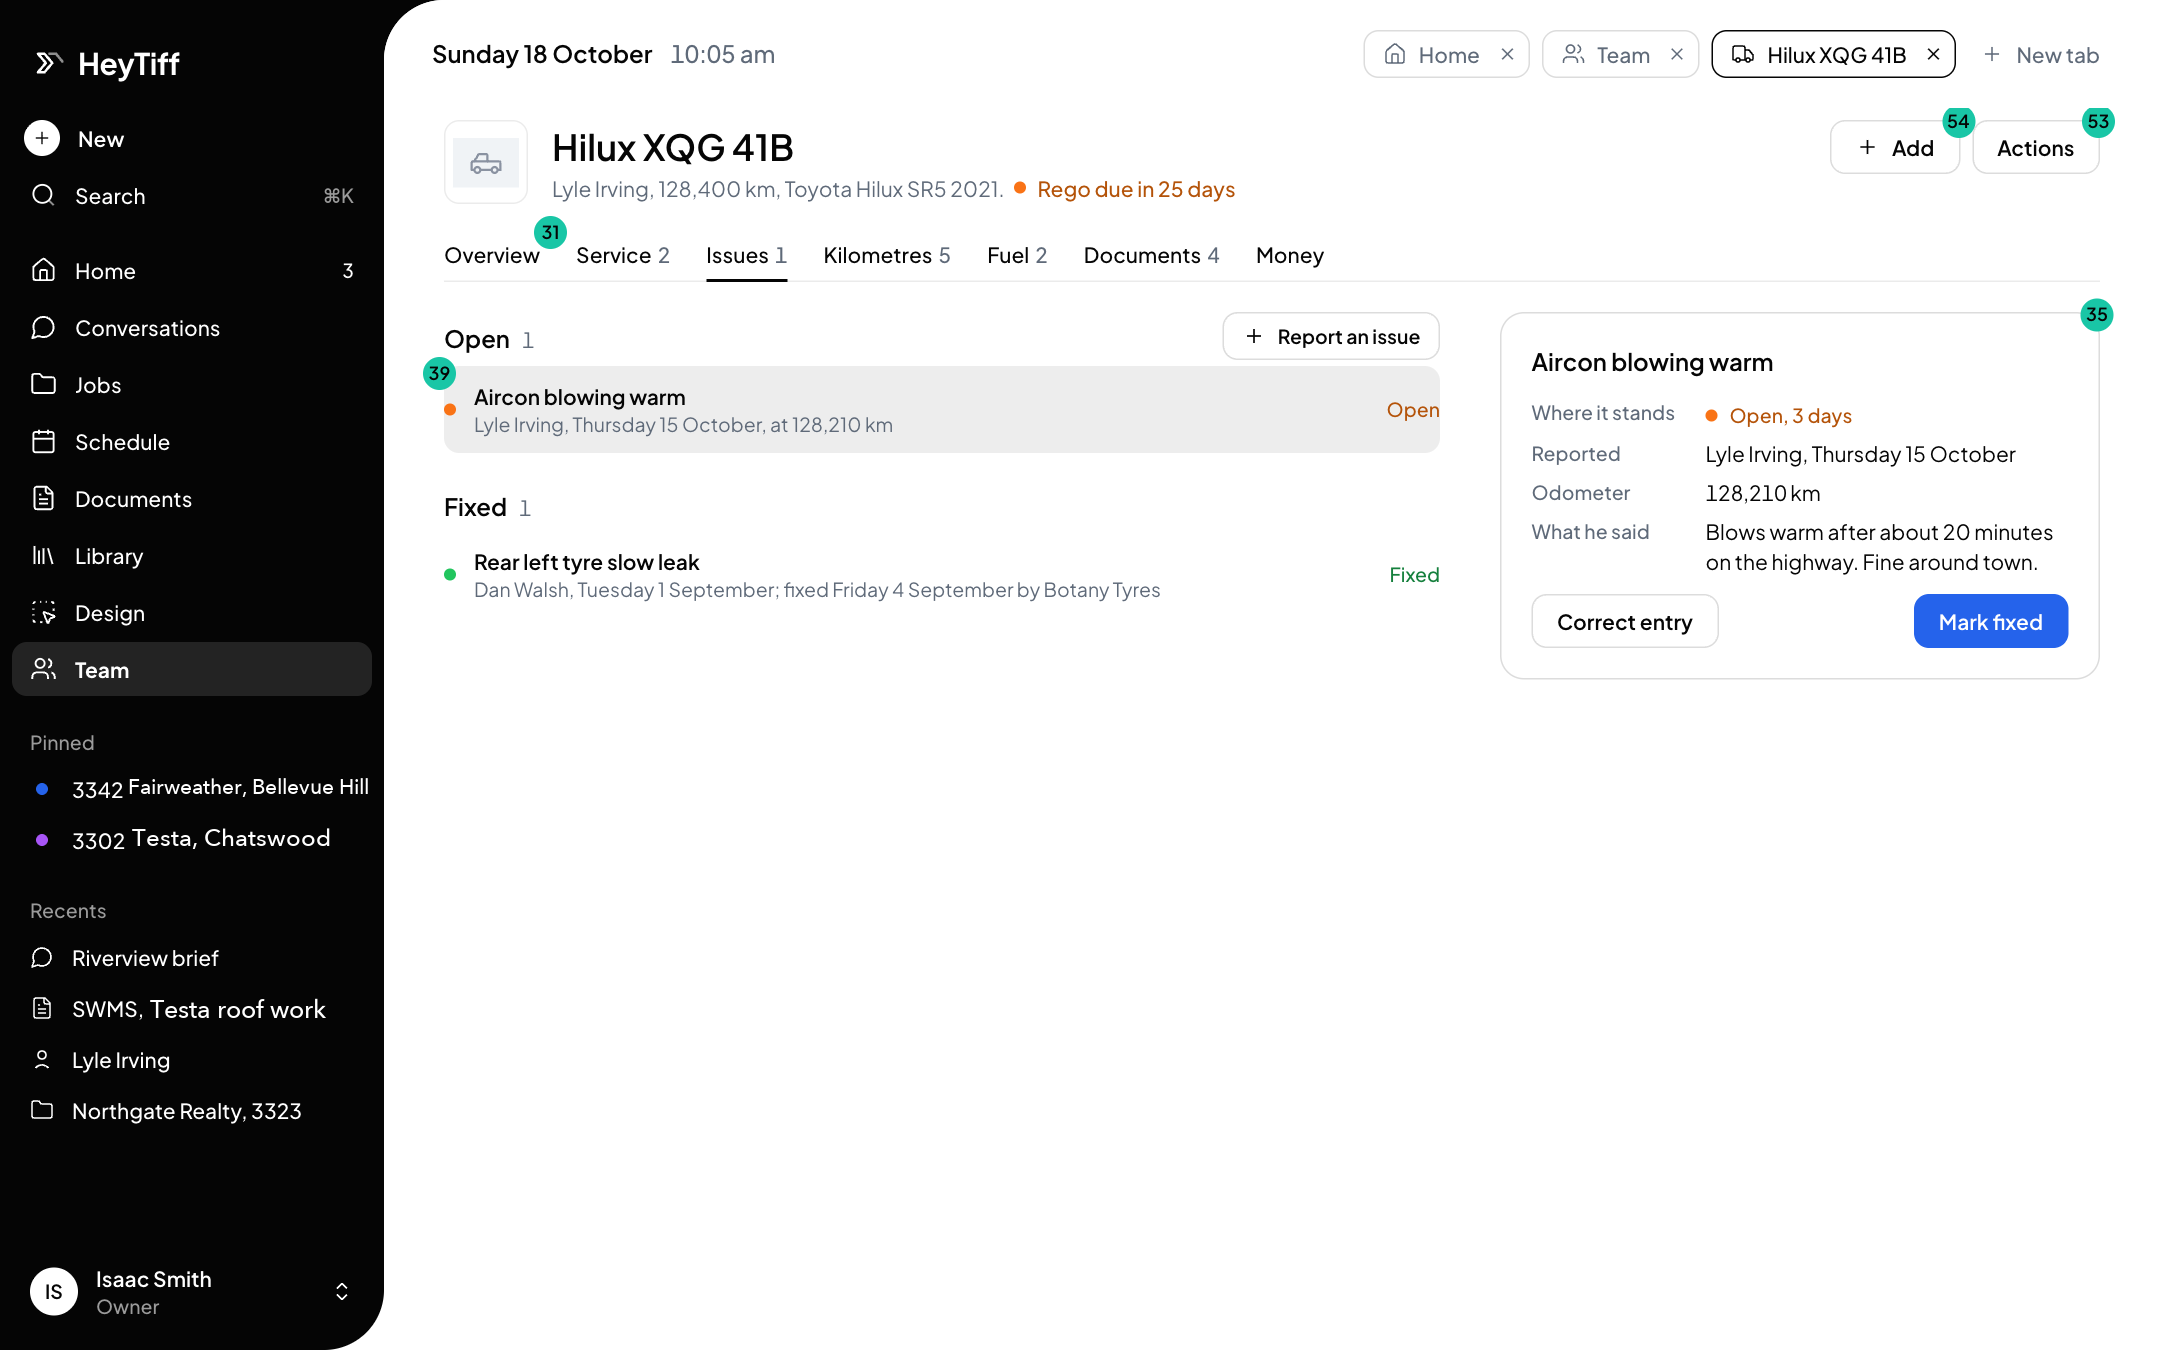 HeyTiff
New
Search ⌘K
Home 3
Conversations
Jobs
Schedule
Documents
Library
Design
Team
Pinned
3342 Fairweather, Bellevue Hill
3302 Testa, Chatswood
Recents
Riverview brief
SWMS, Testa roof work
Lyle Irving
Northgate Realty, 3323
IS
Isaac Smith
Owner
Sunday 18 October 10:05 am
Home
Team
Hilux XQG 41B
New tab
Hilux XQG 41B
Lyle Irving, 128,400 km, Toyota Hilux SR5 2021. Rego due in 25 days
54
Add
53
Actions
31
Overview Service 2 Issues 1 Kilometres 5 Fuel 2 Documents 4 Money
Open 1
Report an issue
39
Aircon blowing warm
Lyle Irving, Thursday 15 October, at 128,210 km
Open
Fixed 1
Rear left tyre slow leak
Dan Walsh, Tuesday 1 September; fixed Friday 4 September by Botany Tyres
Fixed
35
Aircon blowing warm
Where it stands Open, 3 days
Reported Lyle Irving, Thursday 15 October
Odometer 128,210 km
What he said Blows warm after about 20 minutes
on the highway. Fine around town.
Correct entry
Mark fixed